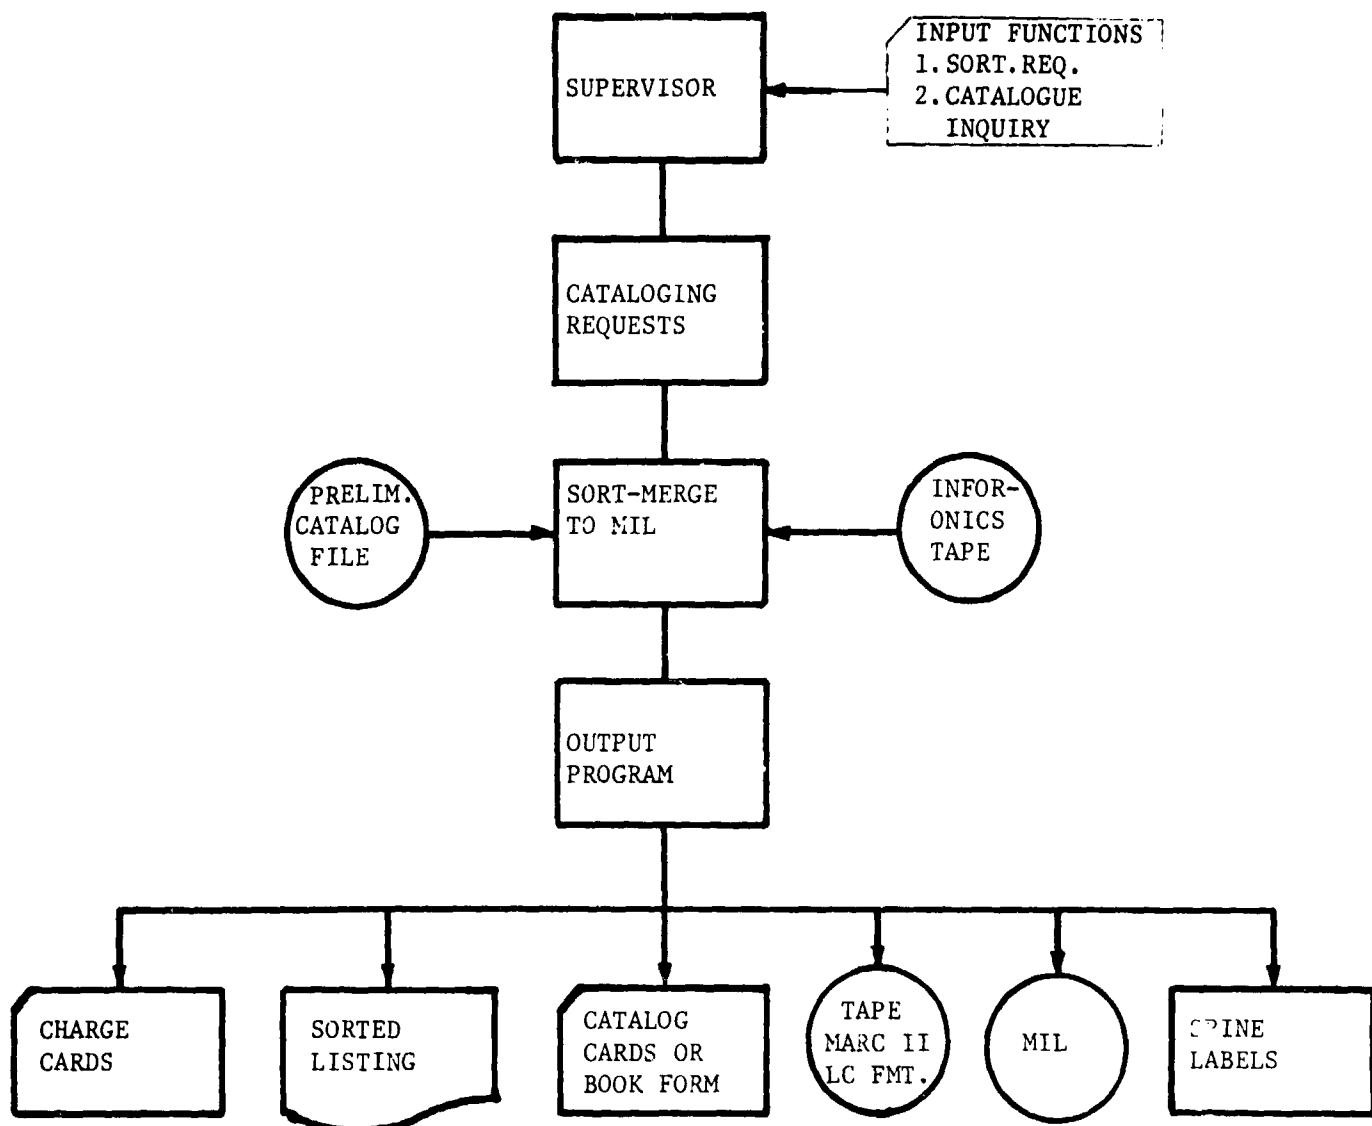 SUPERVISOR
INPUT FUNCTIONS
1. SORT.REQ.
2. CATALOGUE
INQUIRY
CATALOGING
REQUESTS
PRELIM.
CATALOG
FILE
SORT-MERGE
TO MIL
INFOR-
ONICS
TAPE
OUTPUT
PROGRAM
CHARGE
CARDS
SORTED
LISTING
CATALOG
CARDS OR
BOOK FORM
TAPE
MARC II
LC FMT.
MIL
SPINE
LABELS